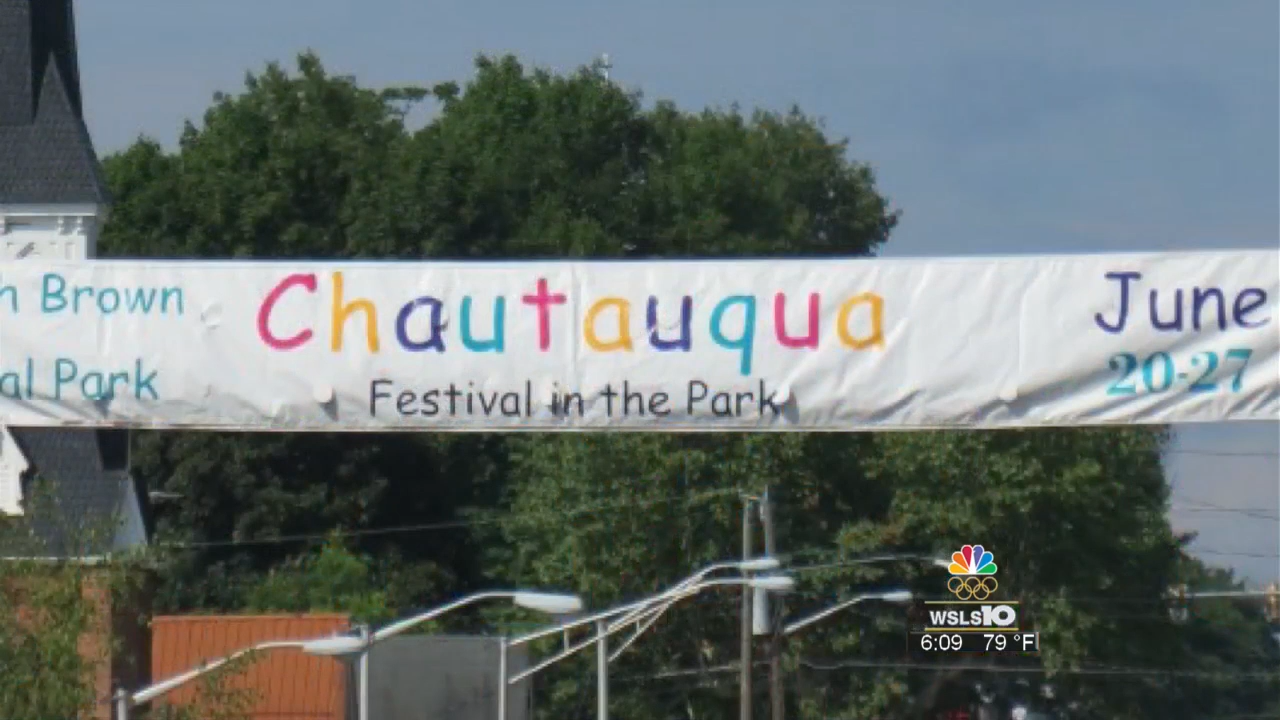 h Brown
al Park
Chautauqua
Festival in the Park
June
20-27
WSLS10
6:09 79 °F